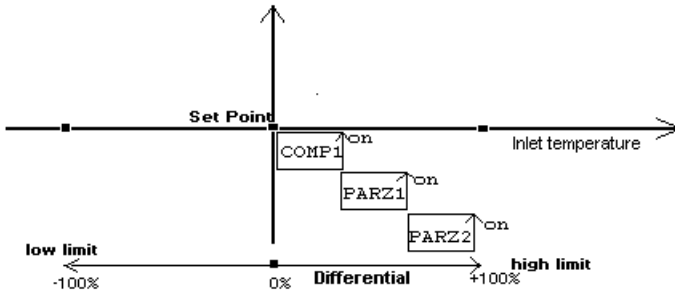 Set Point
on
COMP1
Inlet temperature
PARZ1
on
PARZ2
on
low limit
high limit
-100%
0%
Differential
+100%